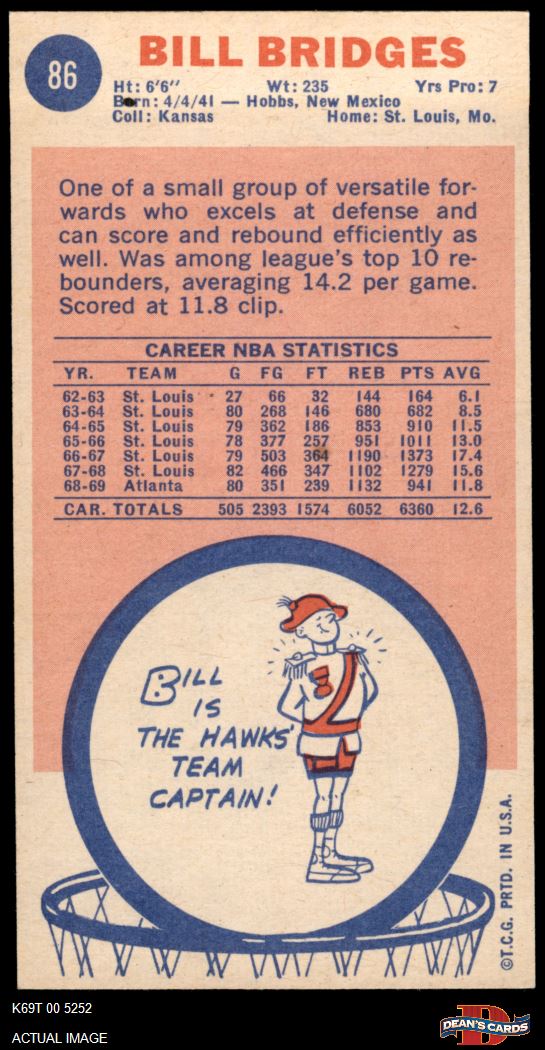 86
BILL BRIDGES
Ht: 6'6" Wt: 235 Yrs Pro: 7
Born: 4/4/41 — Hobbs, New Mexico
Coll: Kansas Home: St. Louis, Mo.
One of a small group of versatile for-
wards who excels at defense and
can score and rebound efficiently as
well. Was among league's top 10 re-
bounders, averaging 14.2 per game.
Scored at 11.8 clip.
CAREER NBA STATISTICS
YR. TEAM G FG FT REB PTS AVG
62-63 St. Louis 27 66 32 144 164 6.1
63-64 St. Louis 80 268 146 680 682 8.5
64-65 St. Louis 79 362 186 853 910 11.5
65-66 St. Louis 78 377 257 951 1011 13.0
66-67 St. Louis 79 503 364 1190 1373 17.4
67-68 St. Louis 82 466 347 1102 1279 15.6
68-69 Atlanta 80 351 239 1132 941 11.8
CAR. TOTALS 505 2393 1574 6052 6360 12.6
BILL
IS
THE HAWKS'
TEAM
CAPTAIN!
©T.C.G. PRTD. IN U.S.A.
K69T 00 5252
ACTUAL IMAGE
D
DEAN'S CARDS